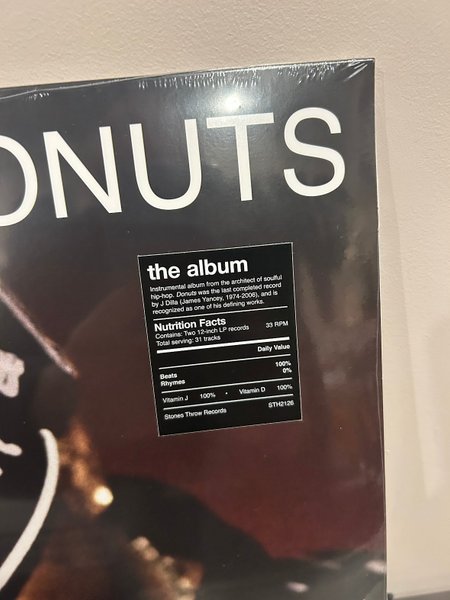 ONUTS
the album
Instrumental album from the architect of soulful
hip-hop. Donuts was the last completed record
by J Dilla (James Yancey, 1974-2006), and is
recognized as one of his defining works.
Nutrition Facts
Contains: Two 12-inch LP records 33 RPM
Total serving: 31 tracks
Daily Value
Beats 100%
Rhymes 0%
Vitamin J 100% • Vitamin D 100%
Stones Throw Records STH2126